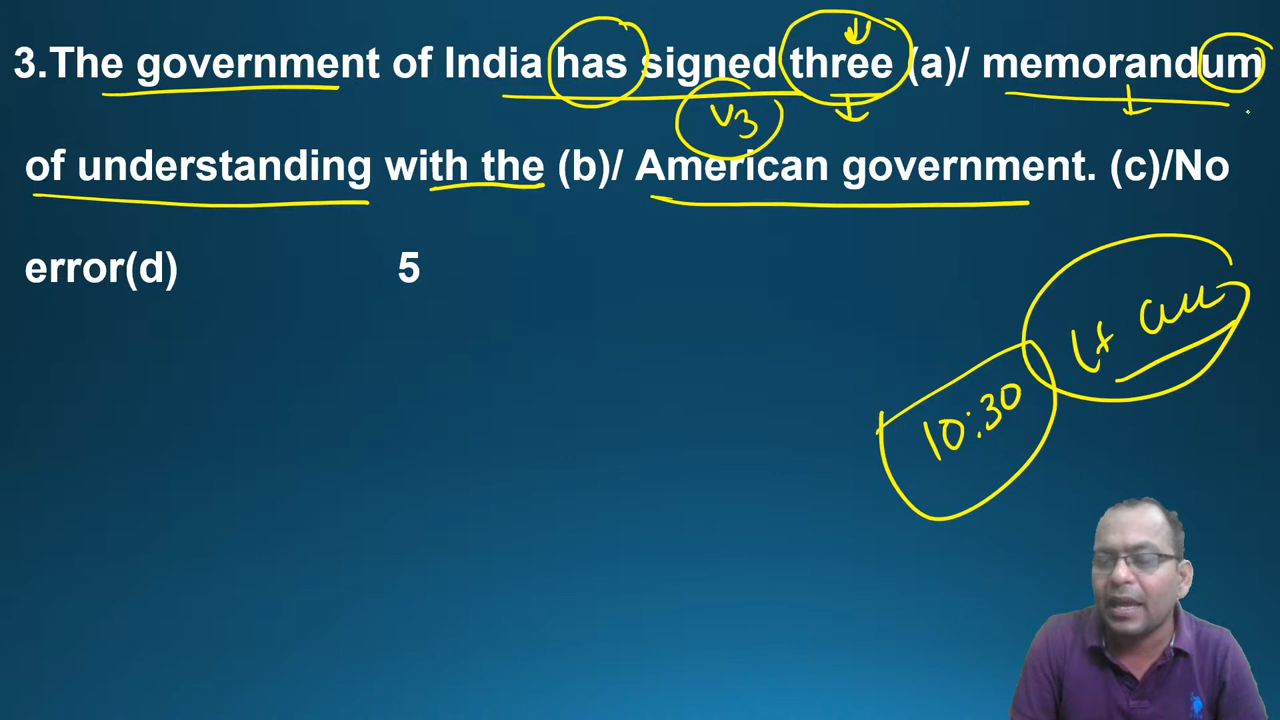 3.The government of India has signed three (a)/ memorandum
V3
of understanding with the (b)/ American government. (c)/No
error(d) 5
10:30